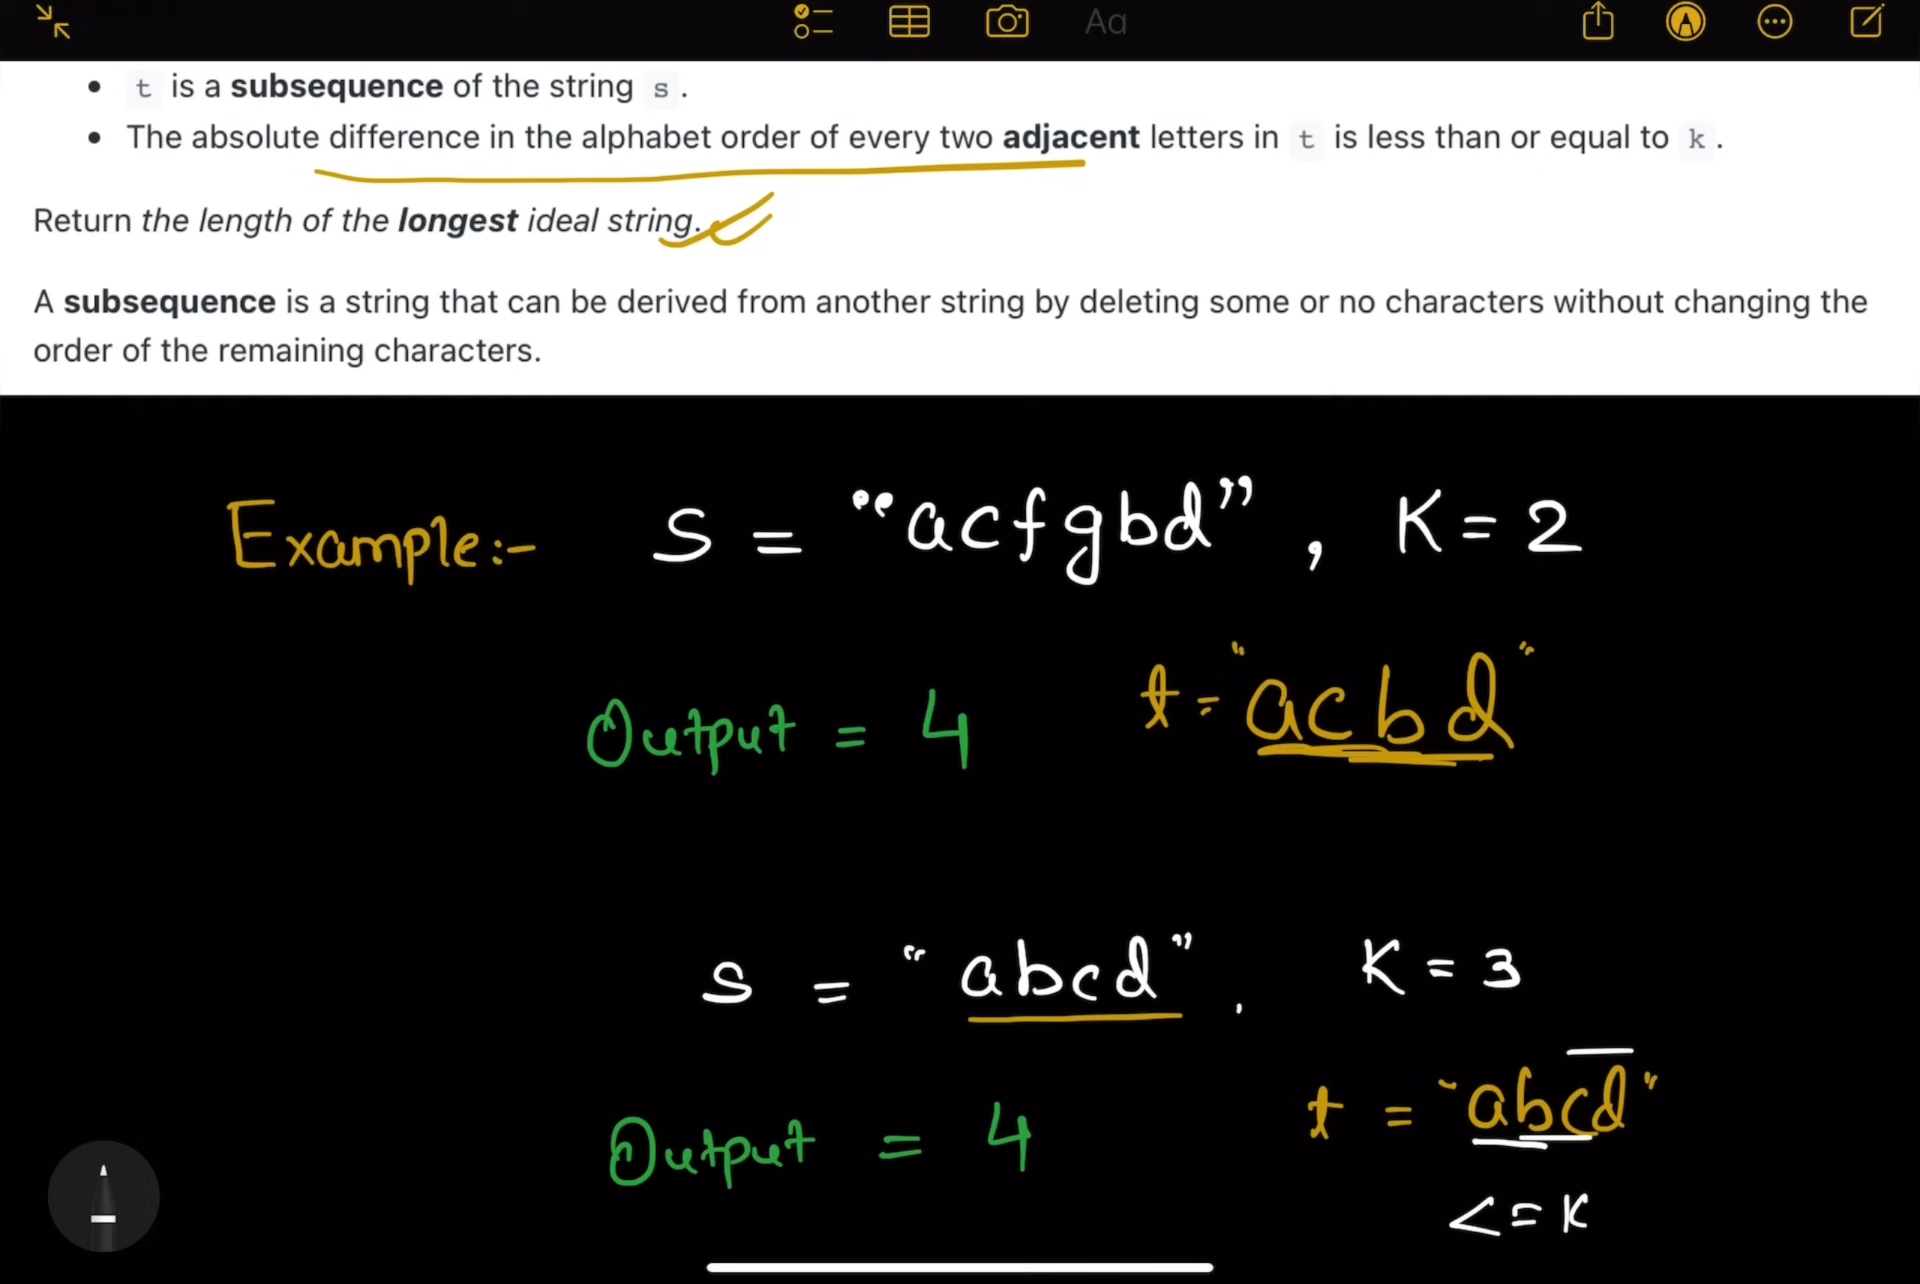 Aa
t is a subsequence of the string s.
The absolute difference in the alphabet order of every two adjacent letters in t is less than or equal to k.
Return the length of the longest ideal string.
A subsequence is a string that can be derived from another string by deleting some or no characters without changing the
order of the remaining characters.
Example:- S = "acfgbd", K = 2
Output = 4 t = "acbd"
s = "abcd", K = 3
Output = 4 t = "abcd"
<= K